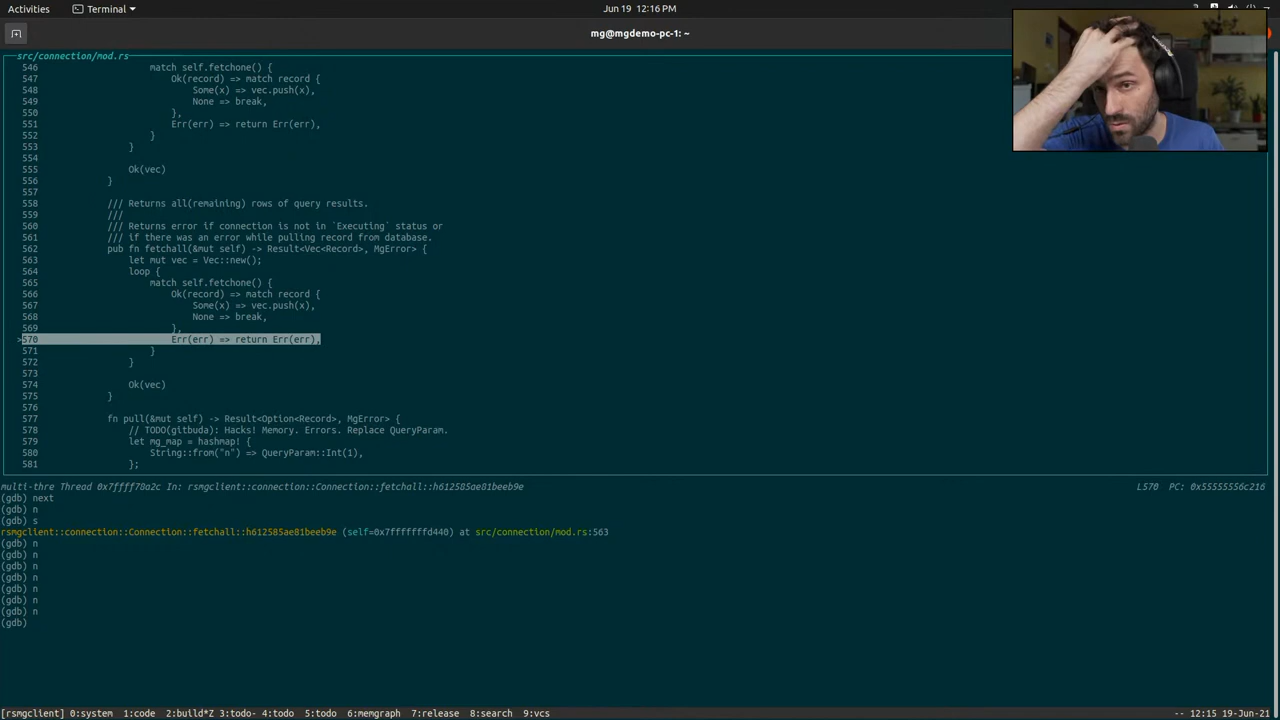 Activities
Terminal
Jun 19 12:16 PM
mg@mgdemo-pc-1: ~
src/connection/mod.rs
546 match self.fetchone() {
547 Ok(record) => match record {
548 Some(x) => vec.push(x),
549 None => break,
550 },
551 Err(err) => return Err(err),
552 }
553 }
554
555 Ok(vec)
556 }
557
558 /// Returns all(remaining) rows of query results.
559 ///
560 /// Returns error if connection is not in `Executing` status or
561 /// if there was an error while pulling record from database.
562 pub fn fetchall(&mut self) -> Result<Vec<Record>, MgError> {
563 let mut vec = Vec::new();
564 loop {
565 match self.fetchone() {
566 Ok(record) => match record {
567 Some(x) => vec.push(x),
568 None => break,
569 },
>570 Err(err) => return Err(err),
571 }
572 }
573
574 Ok(vec)
575 }
576
577 fn pull(&mut self) -> Result<Option<Record>, MgError> {
578 // TODO(gitbuda): Hacks! Memory. Errors. Replace QueryParam.
579 let mg_map = hashmap! {
580 String::from("n") => QueryParam::Int(1),
581 };
multi-thre Thread 0x7ffff78a2c In: rsmgclient::connection::Connection::fetchall::h612585ae81beeb9e L570 PC: 0x55555556c216
(gdb) next
(gdb) n
(gdb) s
rsmgclient::connection::Connection::fetchall::h612585ae81beeb9e (self=0x7fffffffd440) at src/connection/mod.rs:563
(gdb) n
(gdb) n
(gdb) n
(gdb) n
(gdb) n
(gdb) n
(gdb) n
(gdb)
[rsmgclient] 0:system 1:code 2:build*Z 3:todo- 4:todo 5:todo 6:memgraph 7:release 8:search 9:vcs -- 12:15 19-Jun-21